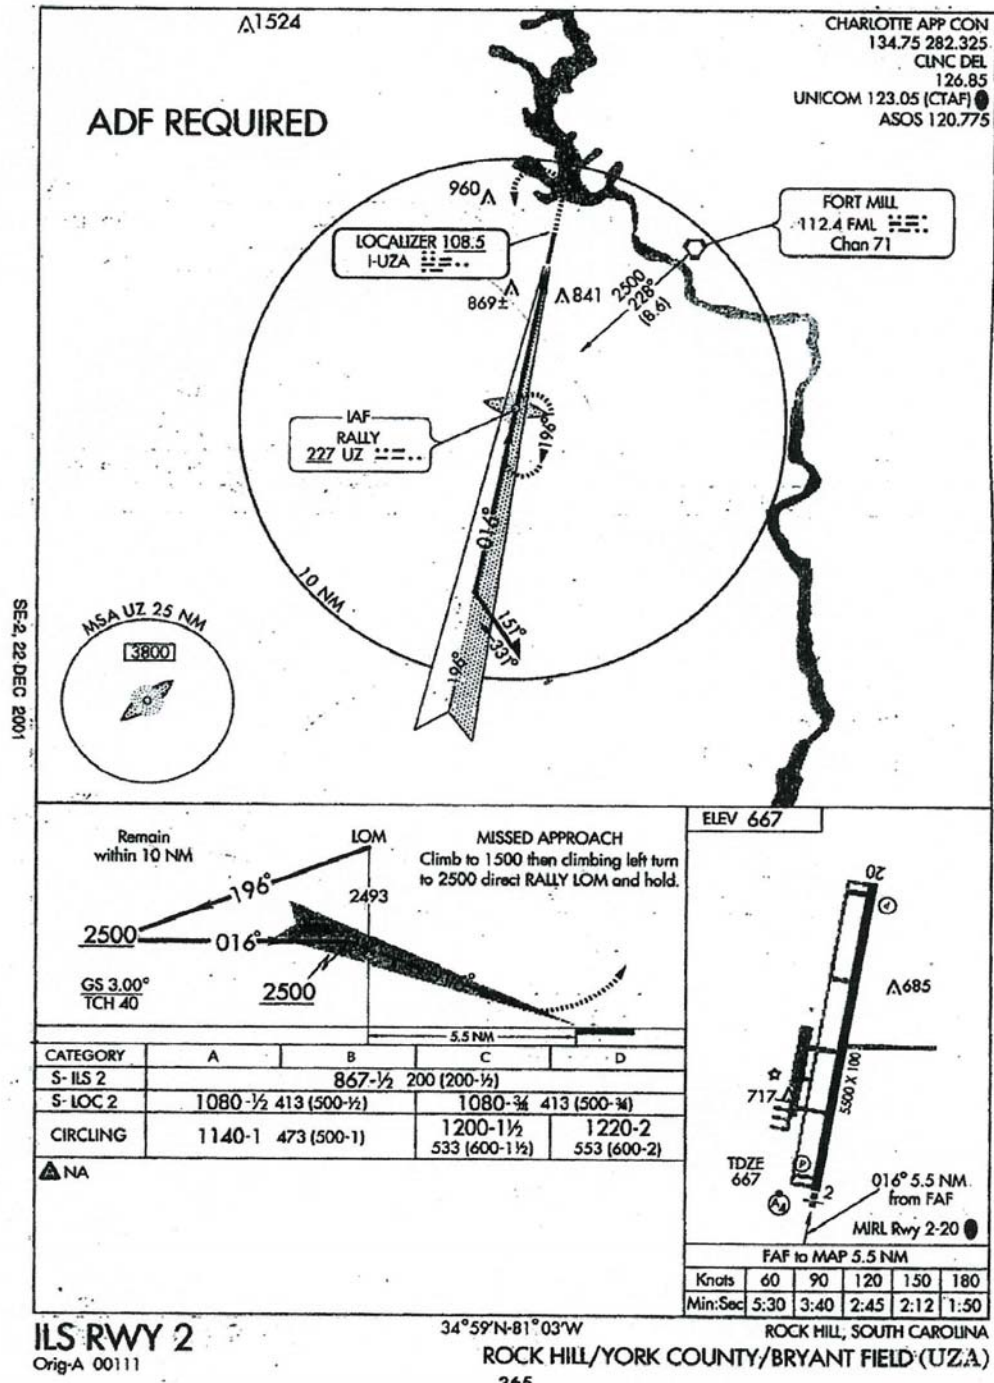 1524
CHARLOTTE APP CON
134.75 282.325
CLNC DEL
126.85
UNICOM 123.05 (CTAF)
ASOS 120.775
ADF REQUIRED
960
FORT MILL
112.4 FML
Chan 71
LOCALIZER 108.5
I-UZA
869±
841
2500
228°
(8.6)
IAF
RALLY
227 UZ
196°
016°
10 NM
151°
331°
196°
MSA UZ 25 NM
3800
SE-2, 22 DEC 2001
Remain
within 10 NM
LOM
MISSED APPROACH
Climb to 1500 then climbing left turn
to 2500 direct RALLY LOM and hold.
196°
2493
2500
016°
GS 3.00°
TCH 40
2500
5.5 NM
CATEGORY A B C D
S-ILS 2 867-½ 200 (200-½)
S-LOC 2 1080-½ 413 (500-½) 1080-¾ 413 (500-¾)
CIRCLING 1140-1 473 (500-1) 1200-1½ 533 (600-1½) 1220-2 553 (600-2)
NA
ELEV 667
20
P
685
5500 X 100
717
TDZE
667
P
A4
2
016° 5.5 NM
from FAF
MIRL Rwy 2-20
FAF to MAP 5.5 NM
Knots 60 90 120 150 180
Min:Sec 5:30 3:40 2:45 2:12 1:50
ILS RWY 2
Orig-A 00111
34°59'N-81°03'W
ROCK HILL, SOUTH CAROLINA
ROCK HILL/YORK COUNTY/BRYANT FIELD (UZA)